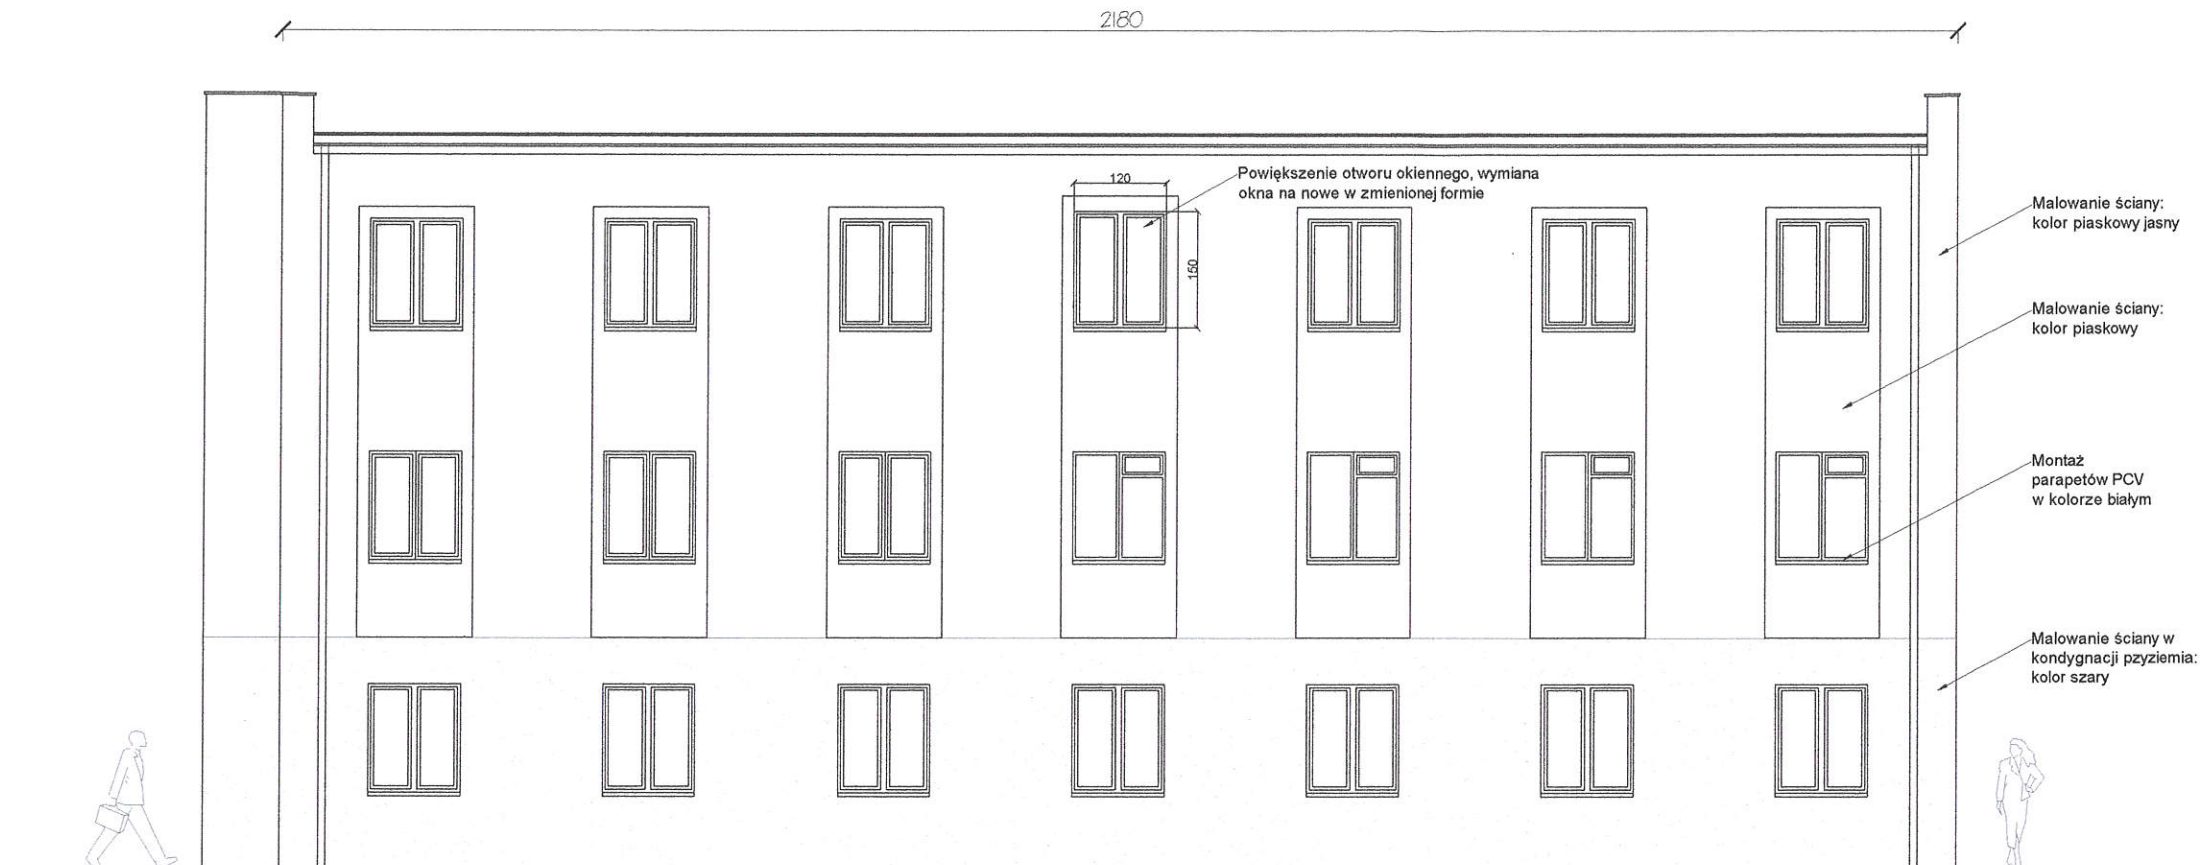 2180
120
Powiększenie otworu okiennego, wymiana
okna na nowe w zmienionej formie
150
Malowanie ściany:
kolor piaskowy jasny
Malowanie ściany:
kolor piaskowy
Montaż
parapetów PCV
w kolorze białym
Malowanie ściany w
kondygnacji pzyziemia:
kolor szary